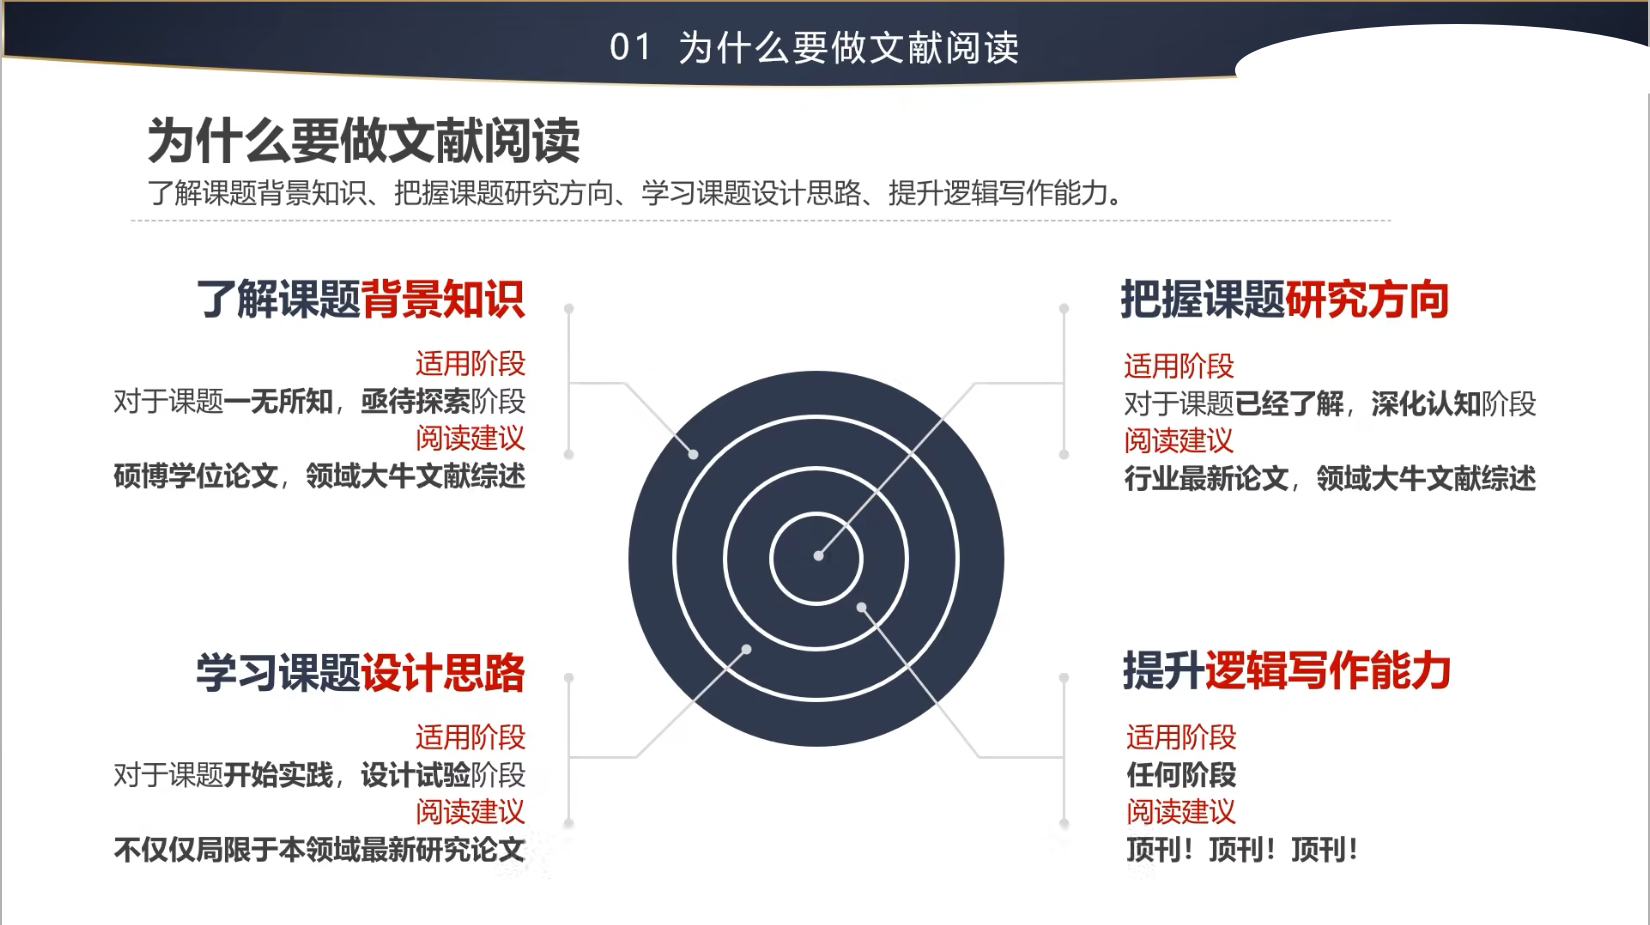 01 为什么要做文献阅读
为什么要做文献阅读
了解课题背景知识、把握课题研究方向、学习课题设计思路、提升逻辑写作能力。
了解课题背景知识
适用阶段
对于课题一无所知，亟待探索阶段
阅读建议
硕博学位论文，领域大牛文献综述
把握课题研究方向
适用阶段
对于课题已经了解，深化认知阶段
阅读建议
行业最新论文，领域大牛文献综述
学习课题设计思路
适用阶段
对于课题开始实践，设计试验阶段
阅读建议
不仅仅局限于本领域最新研究论文
提升逻辑写作能力
适用阶段
任何阶段
阅读建议
顶刊！顶刊！顶刊！